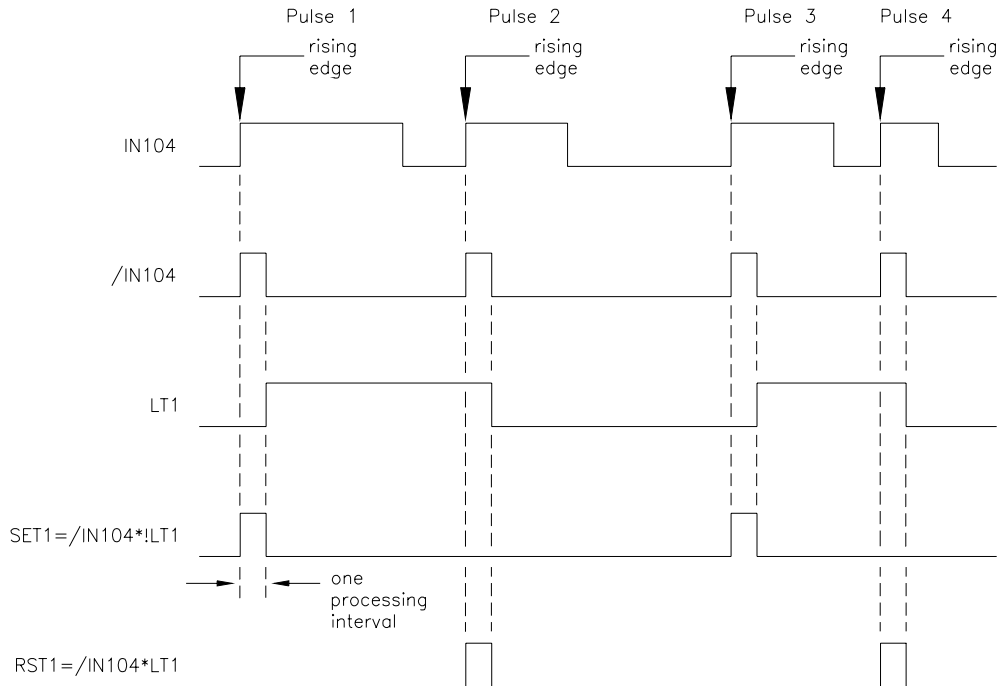 Pulse 1
Pulse 2
Pulse 3
Pulse 4
rising
edge
rising
edge
rising
edge
rising
edge
IN104
/IN104
LT1
SET1=/IN104*!LT1
one
processing
interval
RST1=/IN104*LT1